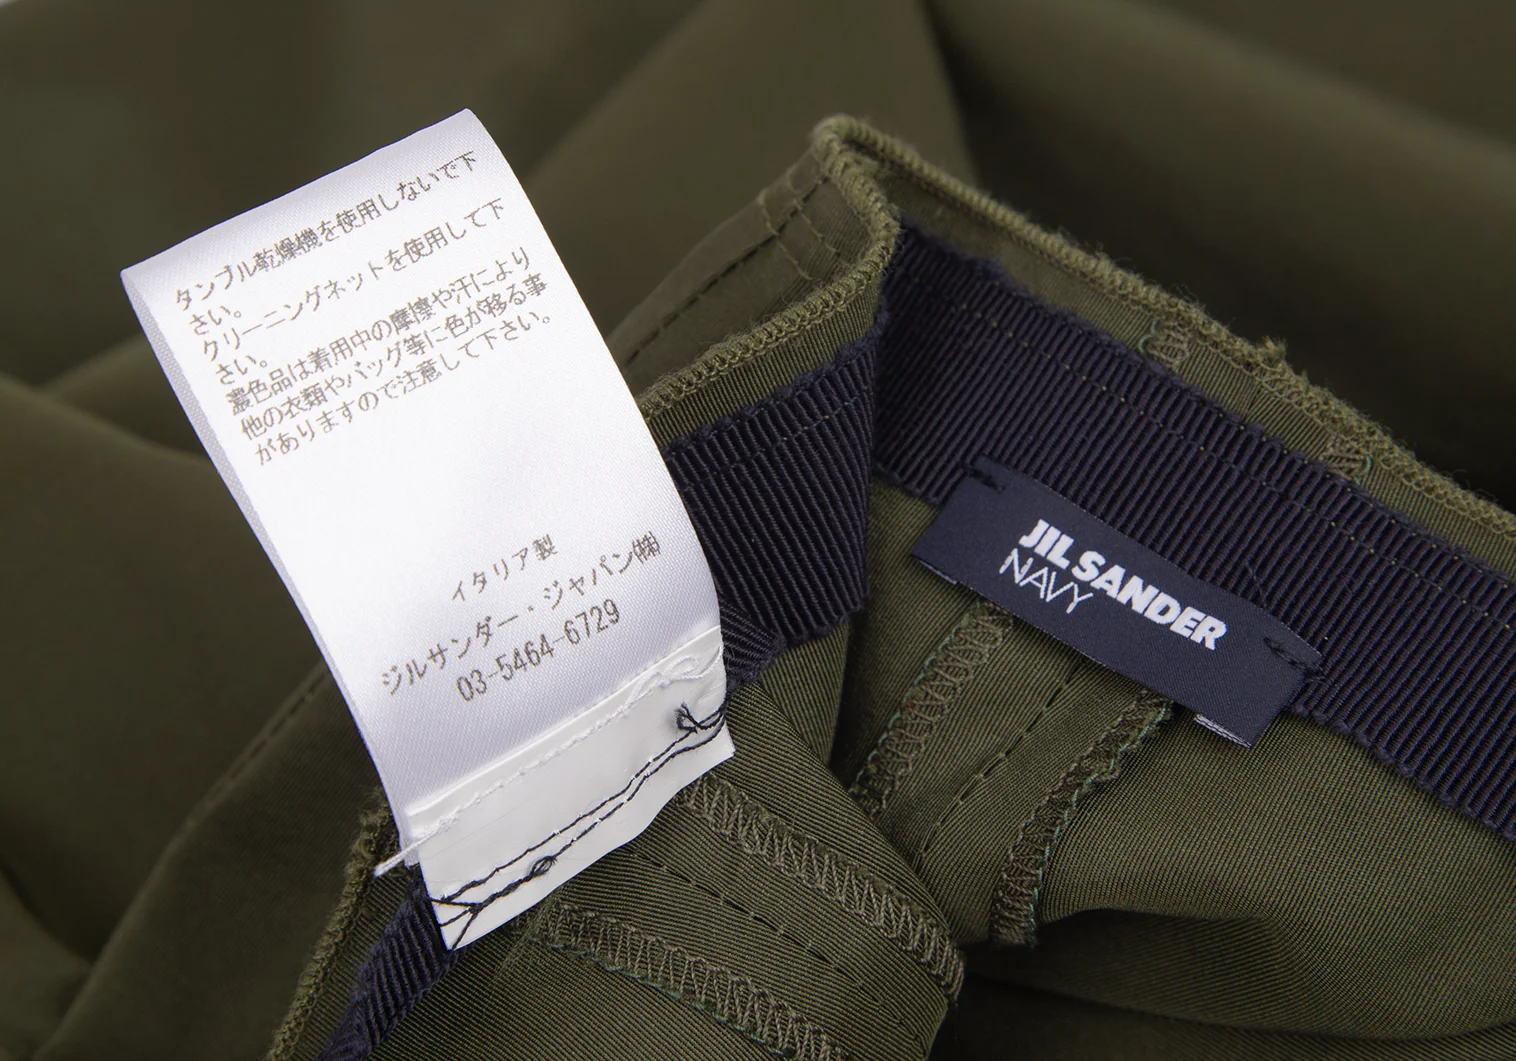 タンブル乾燥機を使用しないで下
さい。
クリーニングネットを使用して下
さい。
濃色品は着用中の摩擦や汗により
他の衣類やバッグ等に色が移る事
がありますので注意して下さい。
イタリア製
ジルサンダー・ジャパン㈱
03-5464-6729
JIL SANDER
NAVY